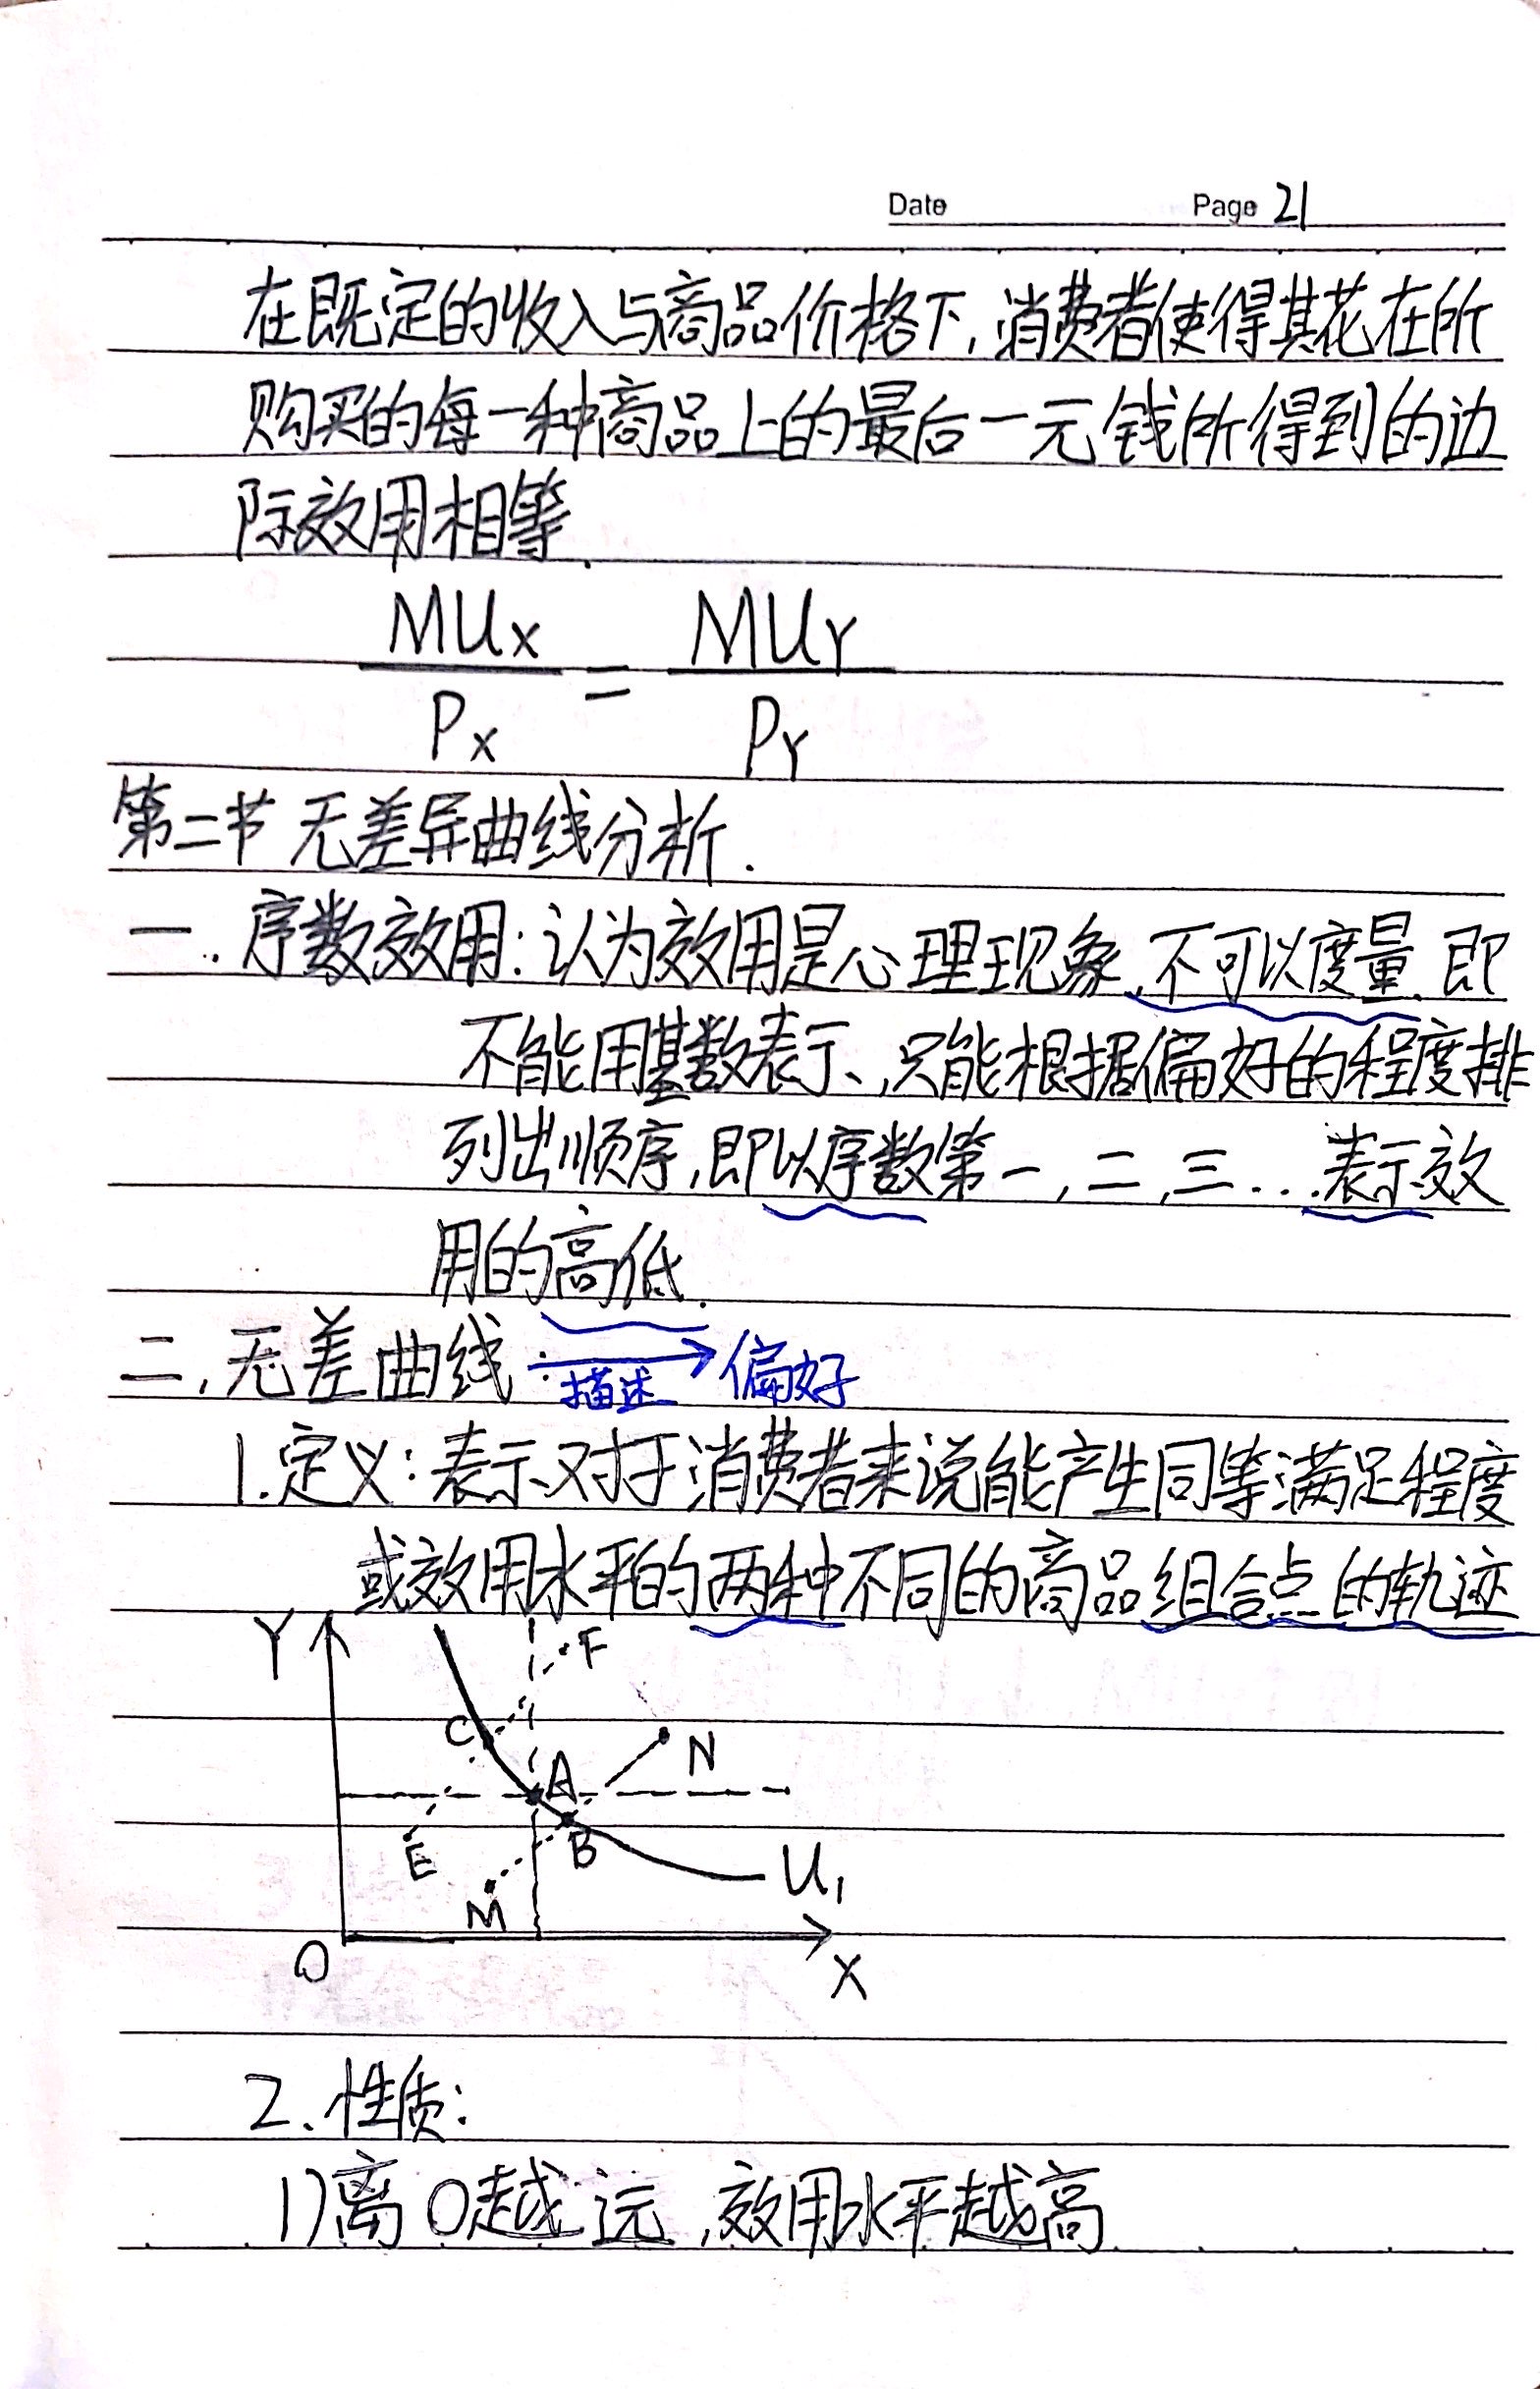 Date Page 21
在既定的收入与商品价格下,消费者使得其花在所
购买的每一种商品上的最后一元钱所得到的边
际效用相等.
MUx = MUY
Px PY
第二节 无差异曲线分析.
一.序数效用:认为效用是心理现象,不可以度量.即
不能用基数表示,只能根据偏好的程度排
列出顺序,即以序数第一,二,三...表示效
用的高低.
二.无差曲线: 描述 → 偏好
1.定义:表示对于消费者来说能产生同等满足程度
或效用水平的两种不同的商品组合点的轨迹
Y F
C N
A
E B
M U1
O X
2.性质:
1)离O越远,效用水平越高